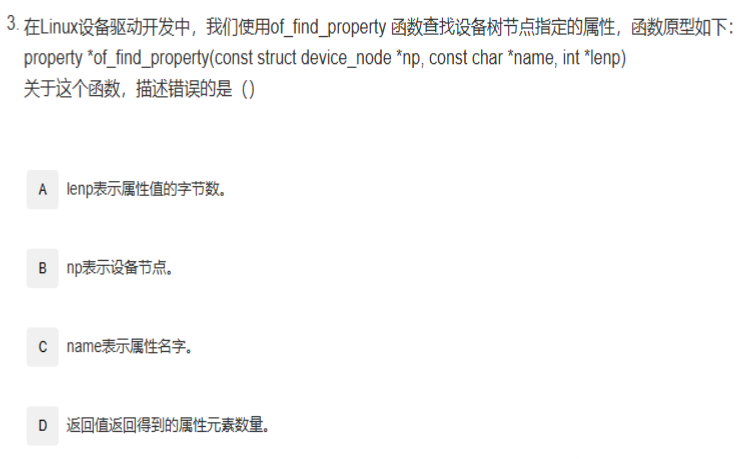 3. 在Linux设备驱动开发中，我们使用of_find_property 函数查找设备树节点指定的属性，函数原型如下：
property *of_find_property(const struct device_node *np, const char *name, int *lenp)
关于这个函数，描述错误的是（）
A lenp表示属性值的字节数。
B np表示设备节点。
C name表示属性名字。
D 返回值返回得到的属性元素数量。